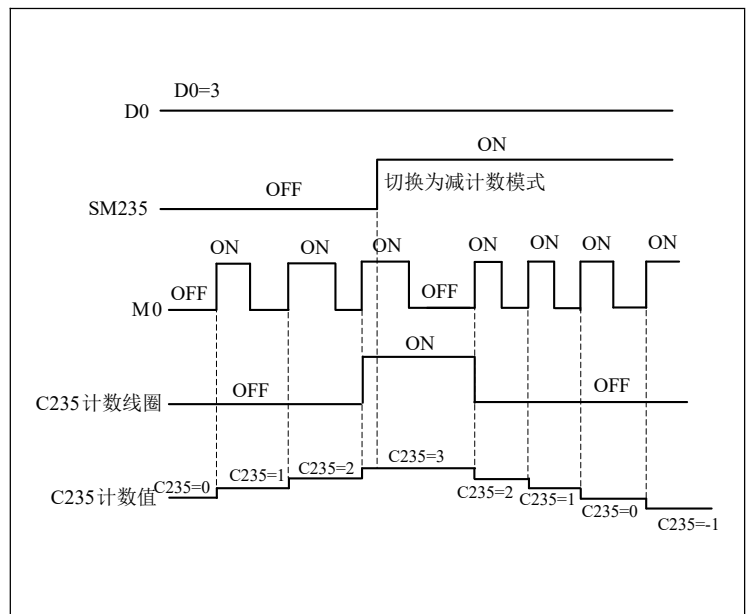 D0=3
D0
ON
切换为减计数模式
OFF
SM235
ON ON ON ON ON ON ON
OFF OFF
M0
ON
OFF OFF
C235计数线圈
C235=3
C235=2
C235=1
C235=0
C235计数值
C235=2
C235=1
C235=0
C235=-1